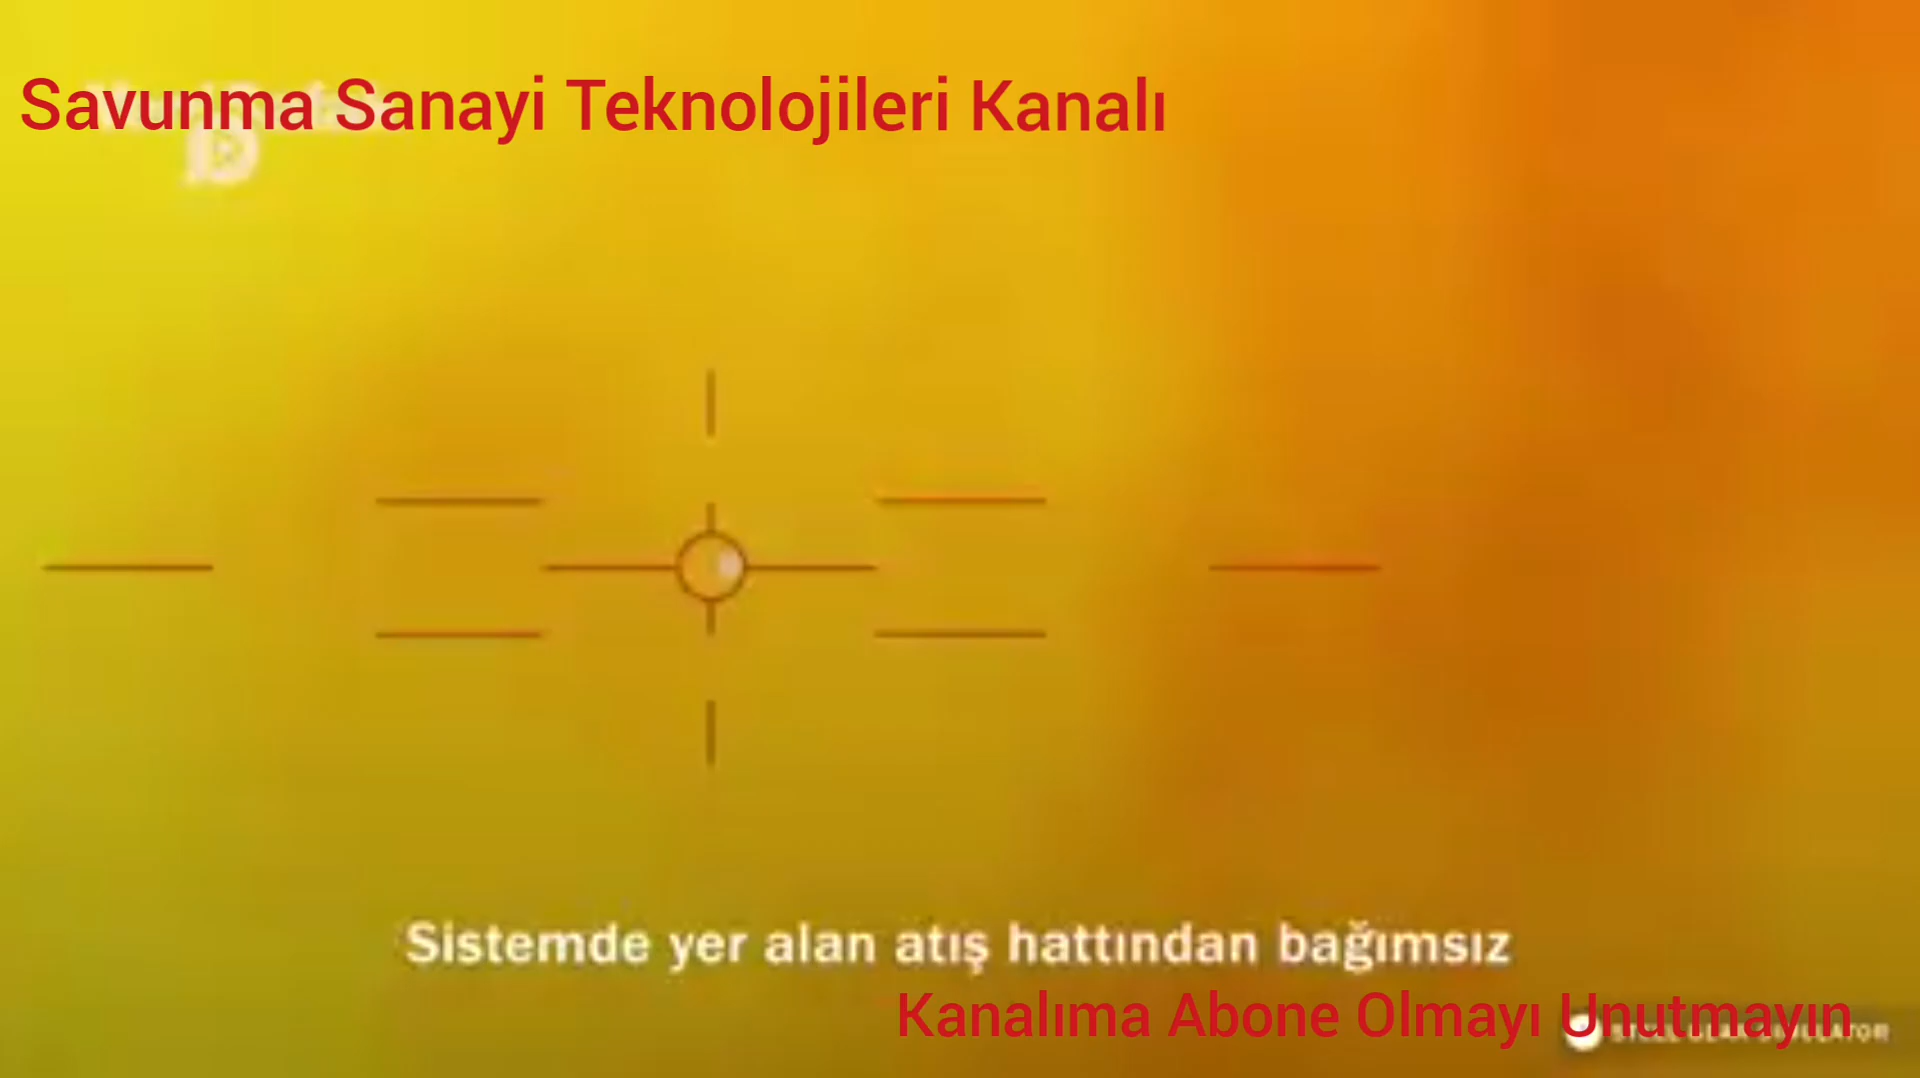 Savunma Sanayi Teknolojileri Kanalı
Sistemde yer alan atış hattından bağımsız
Kanalıma Abone Olmayı Unutmayın